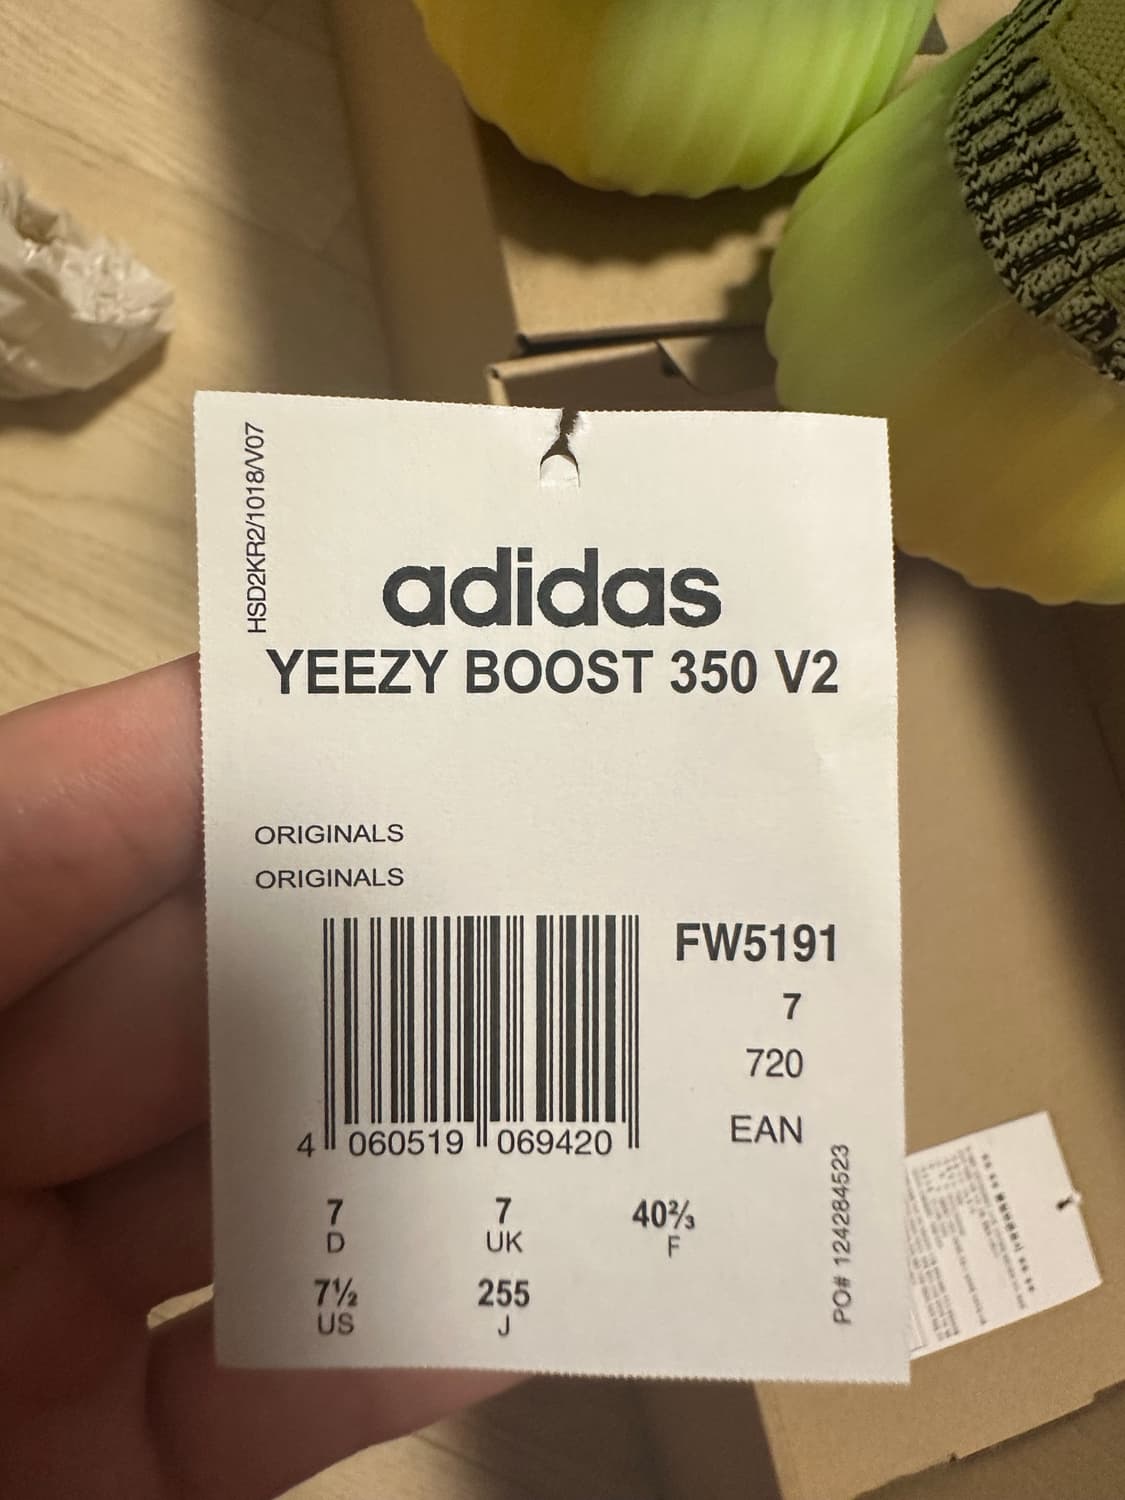 HSD2KR2/1018/V07
adidas
YEEZY BOOST 350 V2
ORIGINALS
ORIGINALS
FW5191
7
720
EAN
4 060519 069420
7 7 40⅔
D UK F
7½ 255
US J
PO# 124284523